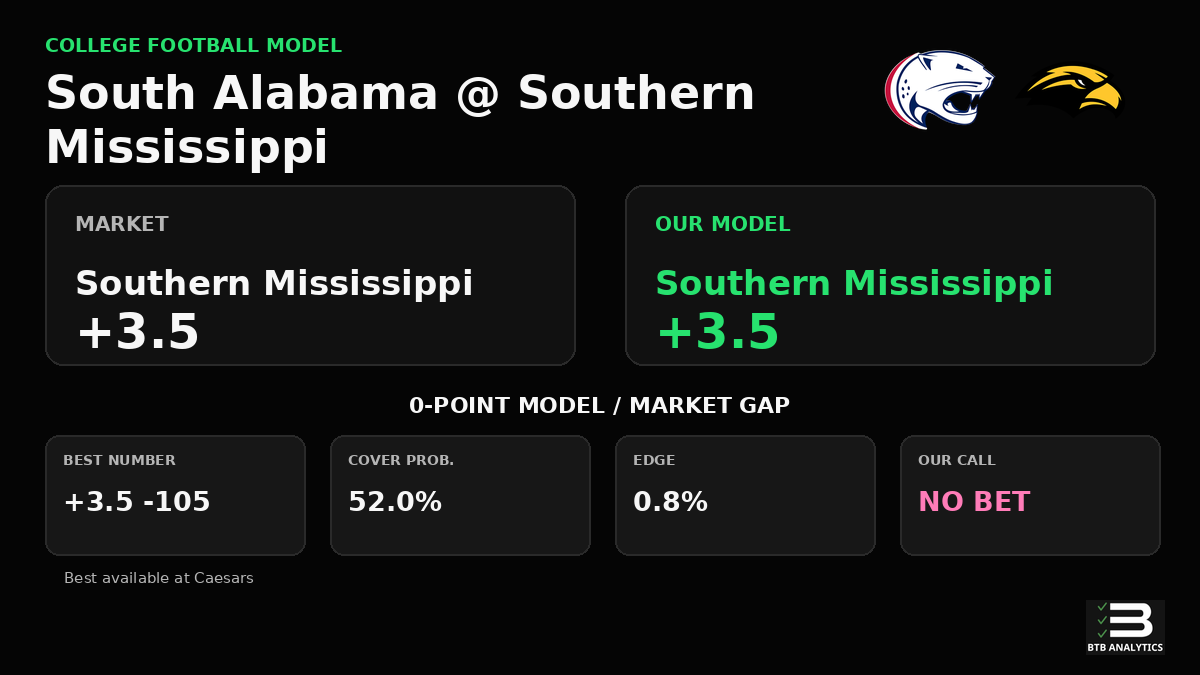 COLLEGE FOOTBALL MODEL
South Alabama @ Southern
Mississippi
MARKET
Southern Mississippi
+3.5
OUR MODEL
Southern Mississippi
+3.5
0-POINT MODEL / MARKET GAP
BEST NUMBER
+3.5 -105
COVER PROB.
52.0%
EDGE
0.8%
OUR CALL
NO BET
Best available at Caesars
BTB ANALYTICS